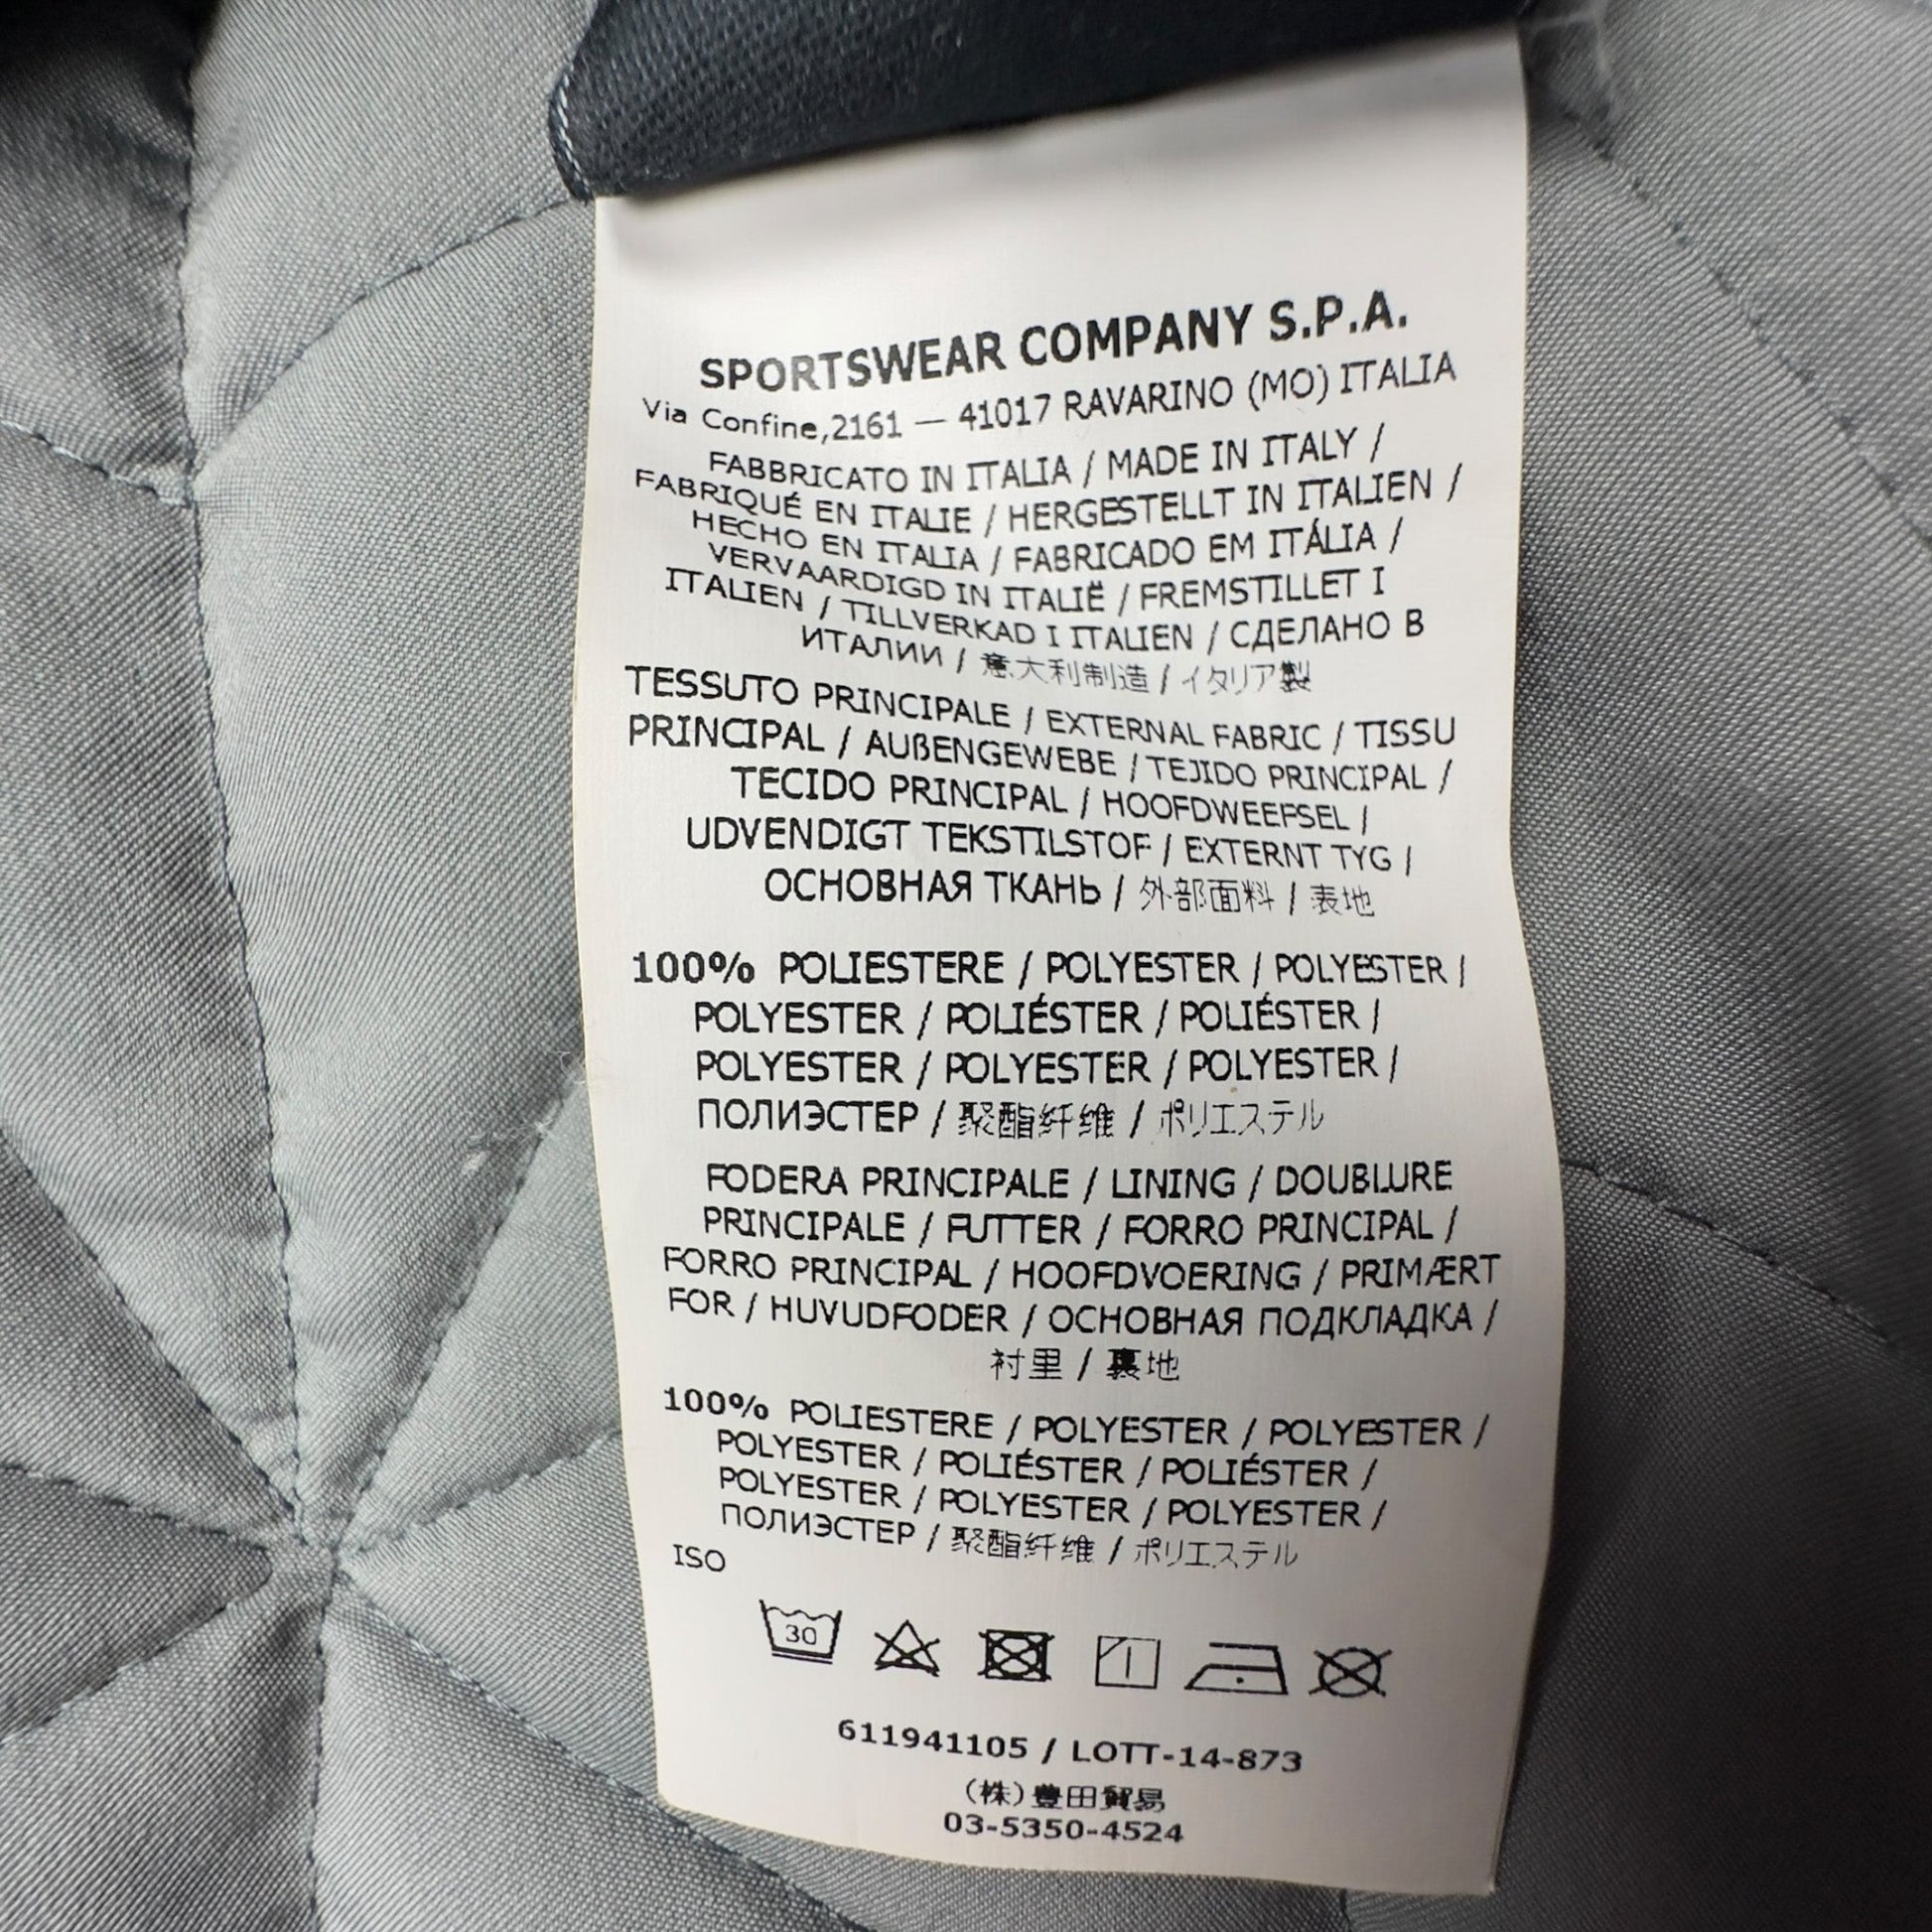 SPORTSWEAR COMPANY S.P.A.
Via Confine,2161 — 41017 RAVARINO (MO) ITALIA
FABBRICATO IN ITALIA / MADE IN ITALY /
FABRIQUÉ EN ITALIE / HERGESTELLT IN ITALIEN /
HECHO EN ITALIA / FABRICADO EM ITÁLIA /
VERVAARDIGD IN ITALIË / FREMSTILLET I
ITALIEN / TILLVERKAD I ITALIEN / СДЕЛАНО В
ИТАЛИИ / 意大利制造 / イタリア製
TESSUTO PRINCIPALE / EXTERNAL FABRIC / TISSU
PRINCIPAL / AUßENGEWEBE / TEJIDO PRINCIPAL /
TECIDO PRINCIPAL / HOOFDWEEFSEL /
UDVENDIGT TEKSTILSTOF / EXTERNT TYG /
ОСНОВНАЯ ТКАНЬ / 外部面料 / 表地
100% POLIESTERE / POLYESTER / POLYESTER /
POLYESTER / POLIÉSTER / POLIÉSTER /
POLYESTER / POLYESTER / POLYESTER /
ПОЛИЭСТЕР / 聚酯纤维 / ポリエステル
FODERA PRINCIPALE / LINING / DOUBLURE
PRINCIPALE / FUTTER / FORRO PRINCIPAL /
FORRO PRINCIPAL / HOOFDVOERING / PRIMÆRT
FOR / HUVUDFODER / ОСНОВНАЯ ПОДКЛАДКА /
衬里 / 裏地
100% POLIESTERE / POLYESTER / POLYESTER /
POLYESTER / POLIÉSTER / POLIÉSTER /
POLYESTER / POLYESTER / POLYESTER /
ПОЛИЭСТЕР / 聚酯纤维 / ポリエステル
ISO
30
611941105 / LOTT-14-873
(株)豊田貿易
03-5350-4524